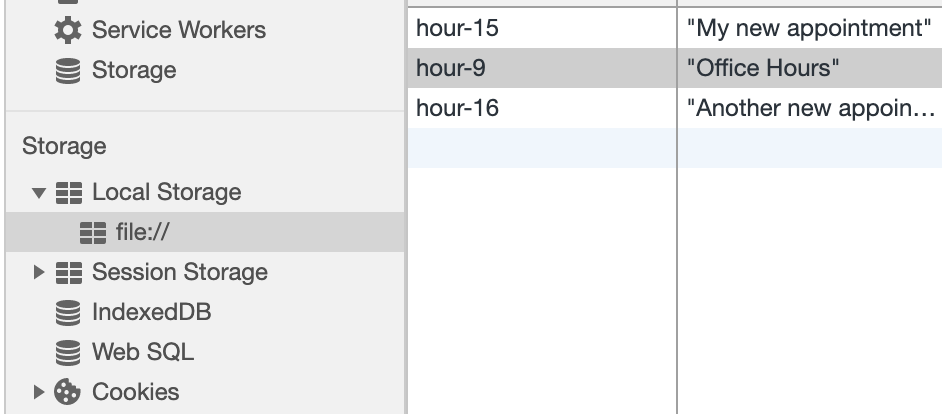 Service Workers
Storage
Storage
Local Storage
file://
Session Storage
IndexedDB
Web SQL
Cookies
hour-15 "My new appointment"
hour-9 "Office Hours"
hour-16 "Another new appoin…